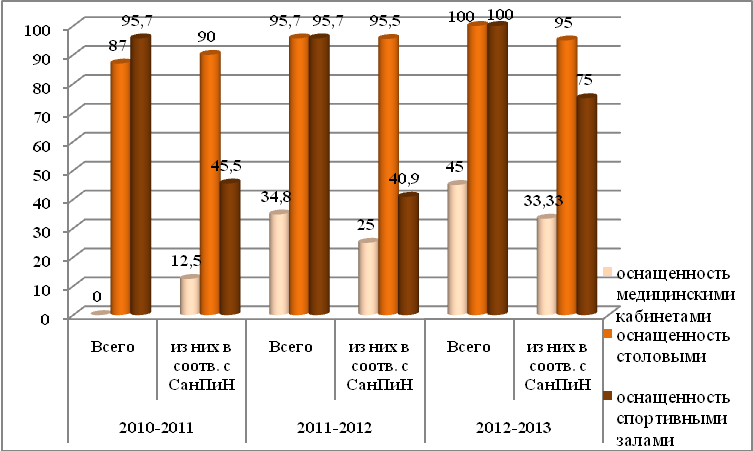 100
90
80
70
60
50
40
30
20
10
0
0
87
95,7
12,5
90
45,5
34,8
95,7
95,7
25
95,5
40,9
45
100
100
33,33
95
75
Всего
из них в
соотв. с
СанПиН
Всего
из них в
соотв. с
СанПиН
Всего
из них в
соотв. с
СанПиН
2010-2011
2011-2012
2012-2013
оснащенность
медицинскими
кабинетами
оснащенность
столовыми
оснащенность
спортивными
залами